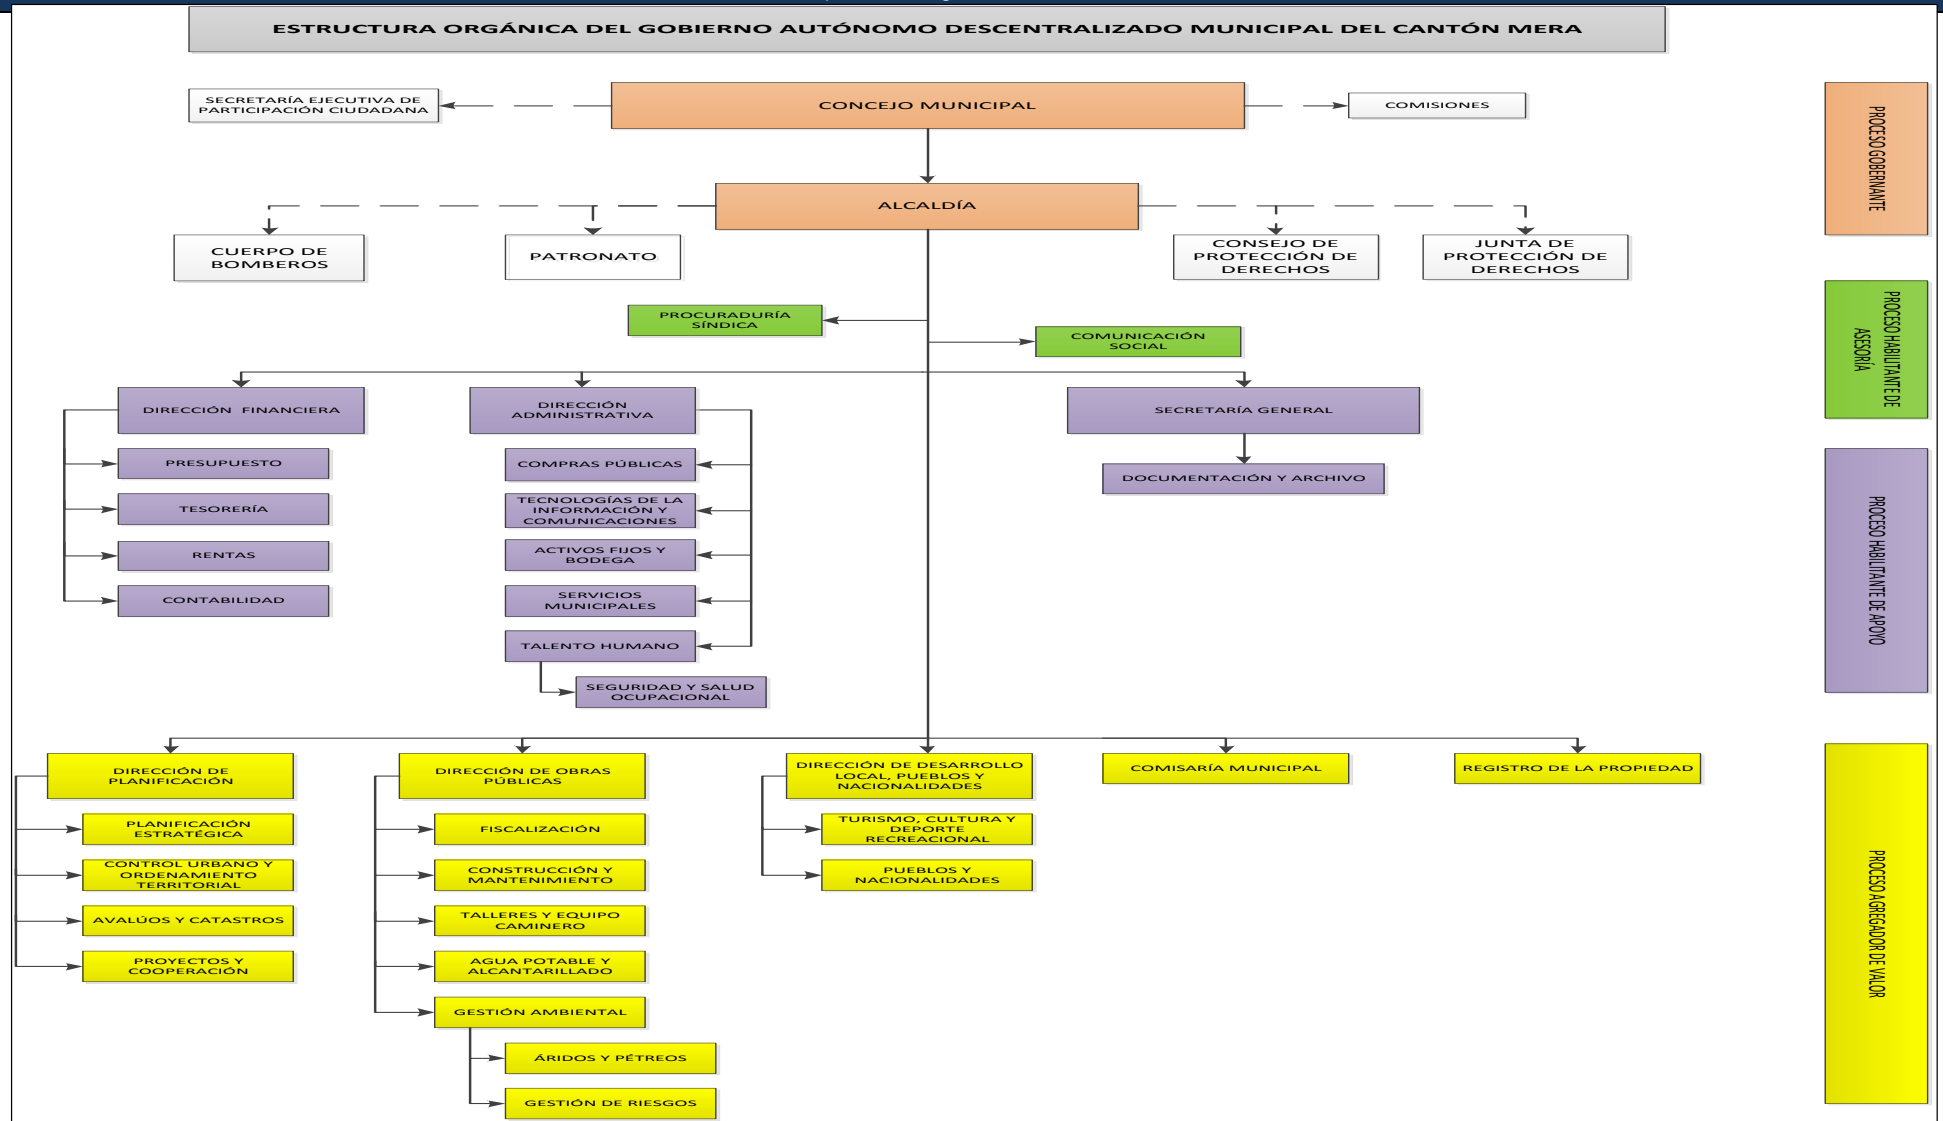 ESTRUCTURA ORGÁNICA DEL GOBIERNO AUTÓNOMO DESCENTRALIZADO MUNICIPAL DEL CANTÓN MERA
SECRETARÍA EJECUTIVA DE
PARTICIPACIÓN CIUDADANA
CONCEJO MUNICIPAL
COMISIONES
PROCESO GOBERNANTE
ALCALDÍA
CUERPO DE
BOMBEROS
PATRONATO
CONSEJO DE
PROTECCIÓN DE
DERECHOS
JUNTA DE
PROTECCIÓN DE
DERECHOS
PROCURADURÍA
SÍNDICA
COMUNICACIÓN
SOCIAL
PROCESO HABILITANTE DE
ASESORÍA
DIRECCIÓN  FINANCIERA
PRESUPUESTO
TESORERÍA
RENTAS
CONTABILIDAD
DIRECCIÓN
ADMINISTRATIVA
COMPRAS PÚBLICAS
TECNOLOGÍAS DE LA
INFORMACIÓN Y
COMUNICACIONES
ACTIVOS FIJOS Y
BODEGA
SERVICIOS
MUNICIPALES
TALENTO HUMANO
SEGURIDAD Y SALUD
OCUPACIONAL
SECRETARÍA GENERAL
DOCUMENTACIÓN Y ARCHIVO
PROCESO HABILITANTE DE APOYO
DIRECCIÓN DE
PLANIFICACIÓN
PLANIFICACIÓN
ESTRATÉGICA
CONTROL URBANO Y
ORDENAMIENTO
TERRITORIAL
AVALÚOS Y CATASTROS
PROYECTOS Y
COOPERACIÓN
DIRECCIÓN DE OBRAS
PÚBLICAS
FISCALIZACIÓN
CONSTRUCCIÓN Y
MANTENIMIENTO
TALLERES Y EQUIPO
CAMINERO
AGUA POTABLE Y
ALCANTARILLADO
GESTIÓN AMBIENTAL
ÁRIDOS Y PÉTREOS
GESTIÓN DE RIESGOS
DIRECCIÓN DE DESARROLLO
LOCAL, PUEBLOS Y
NACIONALIDADES
TURISMO, CULTURA Y
DEPORTE
RECREACIONAL
PUEBLOS Y
NACIONALIDADES
COMISARÍA MUNICIPAL
REGISTRO DE LA PROPIEDAD
PROCESO AGREGADOR DE VALOR